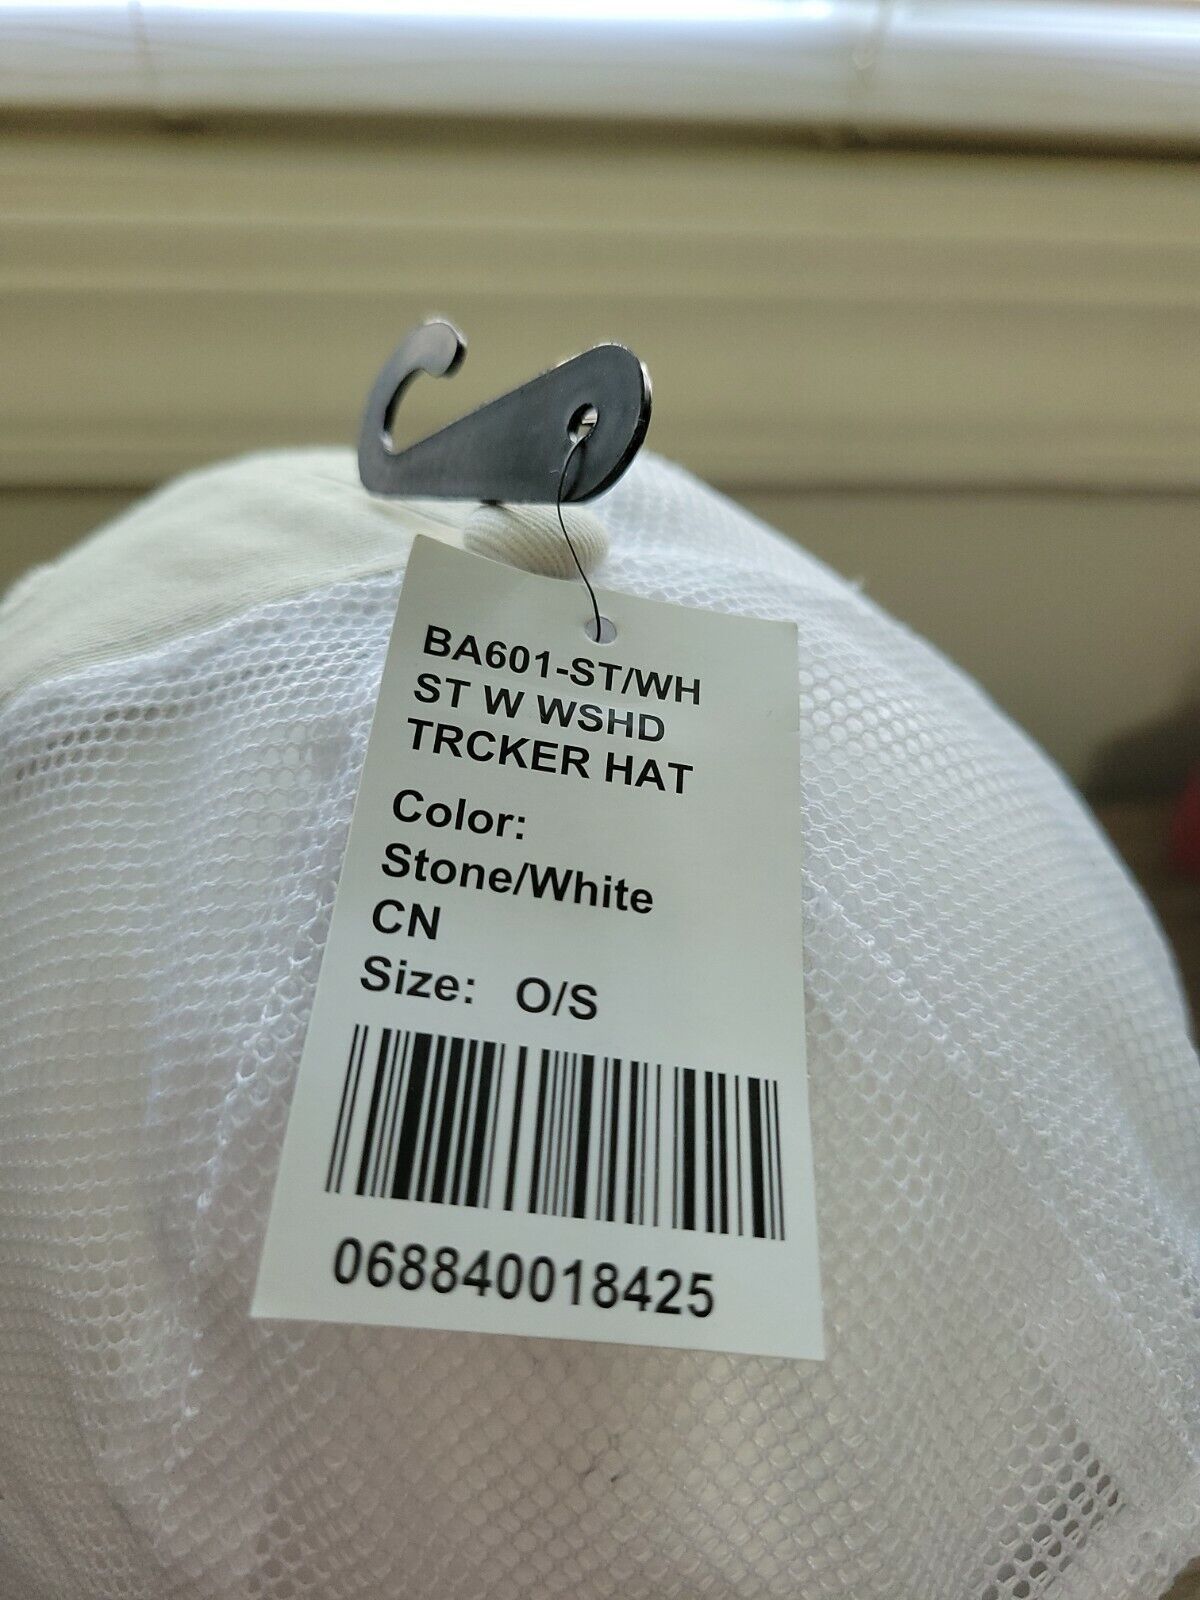 BA601-ST/WH
ST W WSHD
TRCKER HAT
Color:
Stone/White
CN
Size: O/S
068840018425